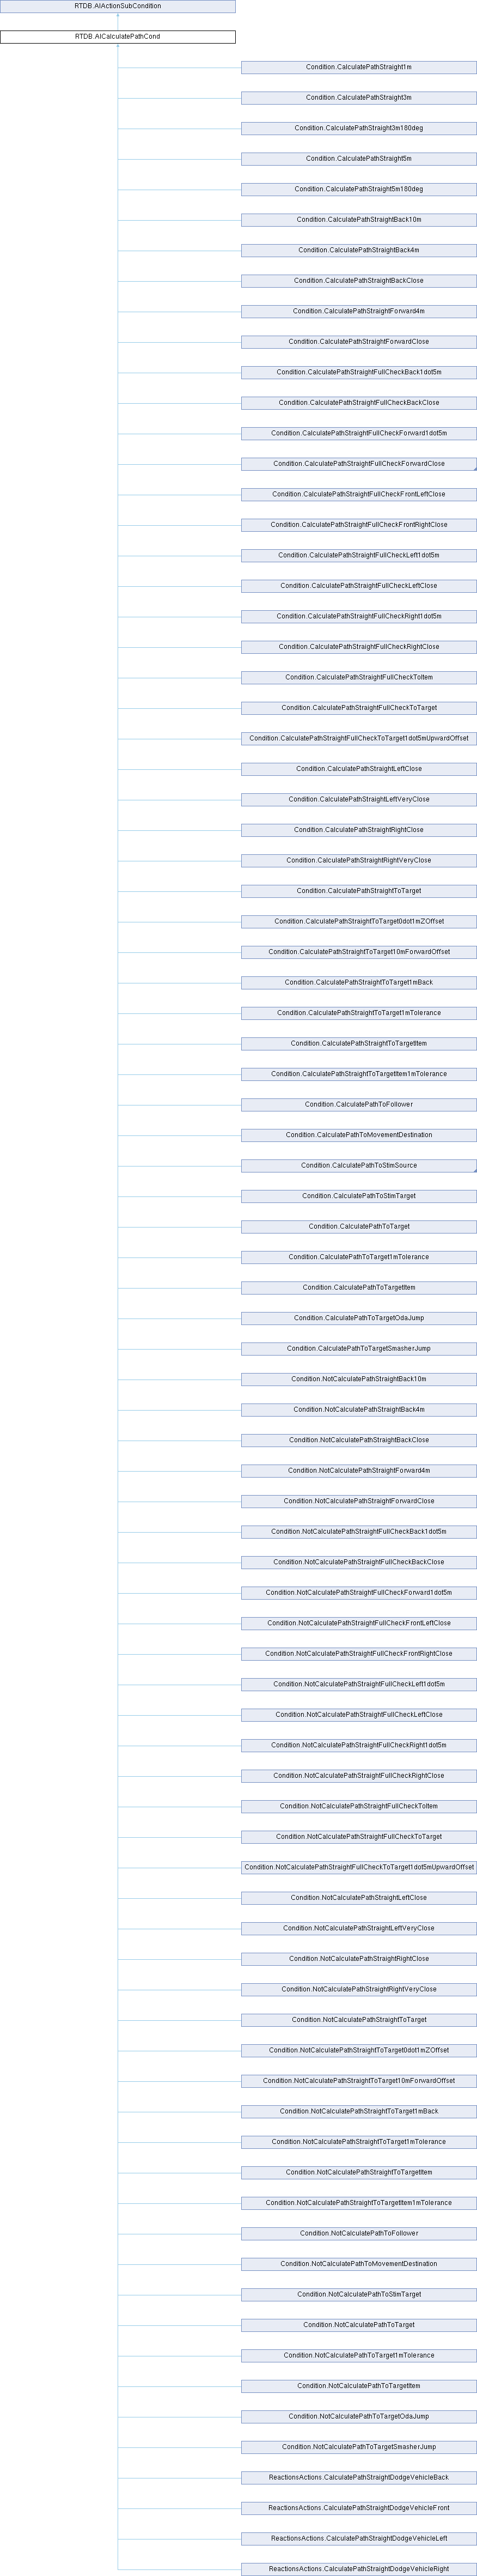 RTDB.AIActionSubCondition
RTDB.AICalculatePathCond
Condition.CalculatePathStraight1m
Condition.CalculatePathStraight3m
Condition.CalculatePathStraight3m180deg
Condition.CalculatePathStraight5m
Condition.CalculatePathStraight5m180deg
Condition.CalculatePathStraightBack10m
Condition.CalculatePathStraightBack4m
Condition.CalculatePathStraightBackClose
Condition.CalculatePathStraightForward4m
Condition.CalculatePathStraightForwardClose
Condition.CalculatePathStraightFullCheckBack1dot5m
Condition.CalculatePathStraightFullCheckBackClose
Condition.CalculatePathStraightFullCheckForward1dot5m
Condition.CalculatePathStraightFullCheckForwardClose
Condition.CalculatePathStraightFullCheckFrontLeftClose
Condition.CalculatePathStraightFullCheckFrontRightClose
Condition.CalculatePathStraightFullCheckLeft1dot5m
Condition.CalculatePathStraightFullCheckLeftClose
Condition.CalculatePathStraightFullCheckRight1dot5m
Condition.CalculatePathStraightFullCheckRightClose
Condition.CalculatePathStraightFullCheckToItem
Condition.CalculatePathStraightFullCheckToTarget
Condition.CalculatePathStraightFullCheckToTarget1dot5mUpwardOffset
Condition.CalculatePathStraightLeftClose
Condition.CalculatePathStraightLeftVeryClose
Condition.CalculatePathStraightRightClose
Condition.CalculatePathStraightRightVeryClose
Condition.CalculatePathStraightToTarget
Condition.CalculatePathStraightToTarget0dot1mZOffset
Condition.CalculatePathStraightToTarget10mForwardOffset
Condition.CalculatePathStraightToTarget1mBack
Condition.CalculatePathStraightToTarget1mTolerance
Condition.CalculatePathStraightToTargetItem
Condition.CalculatePathStraightToTargetItem1mTolerance
Condition.CalculatePathToFollower
Condition.CalculatePathToMovementDestination
Condition.CalculatePathToStimSource
Condition.CalculatePathToStimTarget
Condition.CalculatePathToTarget
Condition.CalculatePathToTarget1mTolerance
Condition.CalculatePathToTargetItem
Condition.CalculatePathToTargetOdaJump
Condition.CalculatePathToTargetSmasherJump
Condition.NotCalculatePathStraightBack10m
Condition.NotCalculatePathStraightBack4m
Condition.NotCalculatePathStraightBackClose
Condition.NotCalculatePathStraightForward4m
Condition.NotCalculatePathStraightForwardClose
Condition.NotCalculatePathStraightFullCheckBack1dot5m
Condition.NotCalculatePathStraightFullCheckBackClose
Condition.NotCalculatePathStraightFullCheckForward1dot5m
Condition.NotCalculatePathStraightFullCheckFrontLeftClose
Condition.NotCalculatePathStraightFullCheckFrontRightClose
Condition.NotCalculatePathStraightFullCheckLeft1dot5m
Condition.NotCalculatePathStraightFullCheckLeftClose
Condition.NotCalculatePathStraightFullCheckRight1dot5m
Condition.NotCalculatePathStraightFullCheckRightClose
Condition.NotCalculatePathStraightFullCheckToItem
Condition.NotCalculatePathStraightFullCheckToTarget
Condition.NotCalculatePathStraightFullCheckToTarget1dot5mUpwardOffset
Condition.NotCalculatePathStraightLeftClose
Condition.NotCalculatePathStraightLeftVeryClose
Condition.NotCalculatePathStraightRightClose
Condition.NotCalculatePathStraightRightVeryClose
Condition.NotCalculatePathStraightToTarget
Condition.NotCalculatePathStraightToTarget0dot1mZOffset
Condition.NotCalculatePathStraightToTarget10mForwardOffset
Condition.NotCalculatePathStraightToTarget1mBack
Condition.NotCalculatePathStraightToTarget1mTolerance
Condition.NotCalculatePathStraightToTargetItem
Condition.NotCalculatePathStraightToTargetItem1mTolerance
Condition.NotCalculatePathToFollower
Condition.NotCalculatePathToMovementDestination
Condition.NotCalculatePathToStimTarget
Condition.NotCalculatePathToTarget
Condition.NotCalculatePathToTarget1mTolerance
Condition.NotCalculatePathToTargetItem
Condition.NotCalculatePathToTargetOdaJump
Condition.NotCalculatePathToTargetSmasherJump
ReactionsActions.CalculatePathStraightDodgeVehicleBack
ReactionsActions.CalculatePathStraightDodgeVehicleFront
ReactionsActions.CalculatePathStraightDodgeVehicleLeft
ReactionsActions.CalculatePathStraightDodgeVehicleRight